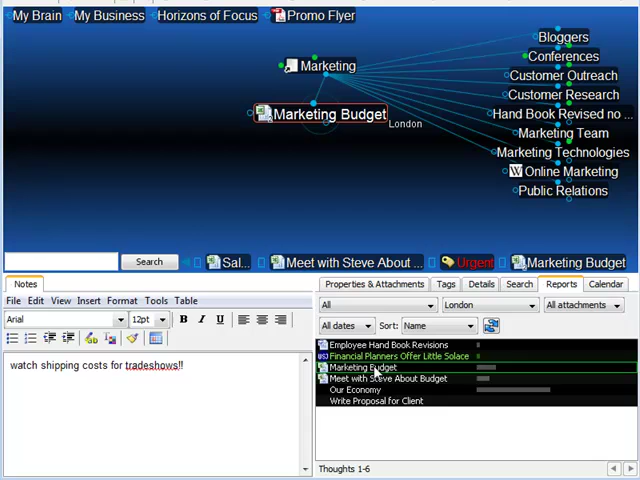 My Brain My Business Horizons of Focus Promo Flyer
Bloggers
Marketing
Conferences
Customer Outreach
Customer Research
Marketing Budget
London
Hand Book Revised no ...
Marketing Team
Marketing Technologies
Online Marketing
Public Relations
Search Sal... Meet with Steve About ... Urgent Marketing Budget
Notes
Properties & Attachments Tags Details Search Reports Calendar
File Edit View Insert Format Tools Table
All London All attachments
Arial 12pt B I U
All dates Sort: Name
Employee Hand Book Revisions
USJ Financial Planners Offer Little Solace
watch shipping costs for tradeshows!!
Marketing Budget
Meet with Steve About Budget
Our Economy
Write Proposal for Client
Thoughts 1-6